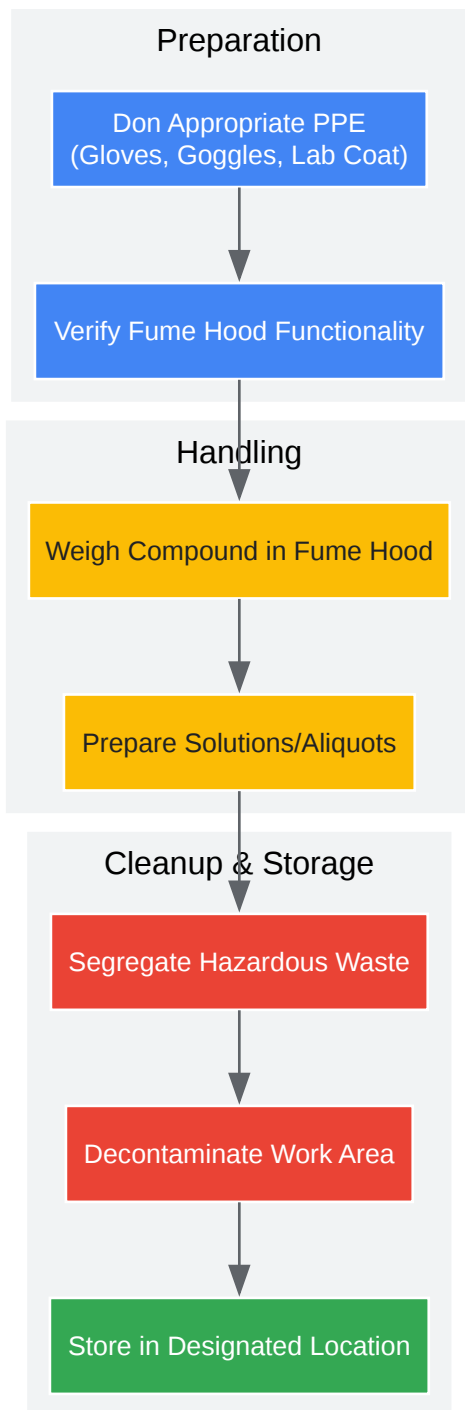 Preparation
Don Appropriate PPE
(Gloves, Goggles, Lab Coat)
Verify Fume Hood Functionality
Handling
Weigh Compound in Fume Hood
Prepare Solutions/Aliquots
Cleanup & Storage
Segregate Hazardous Waste
Decontaminate Work Area
Store in Designated Location